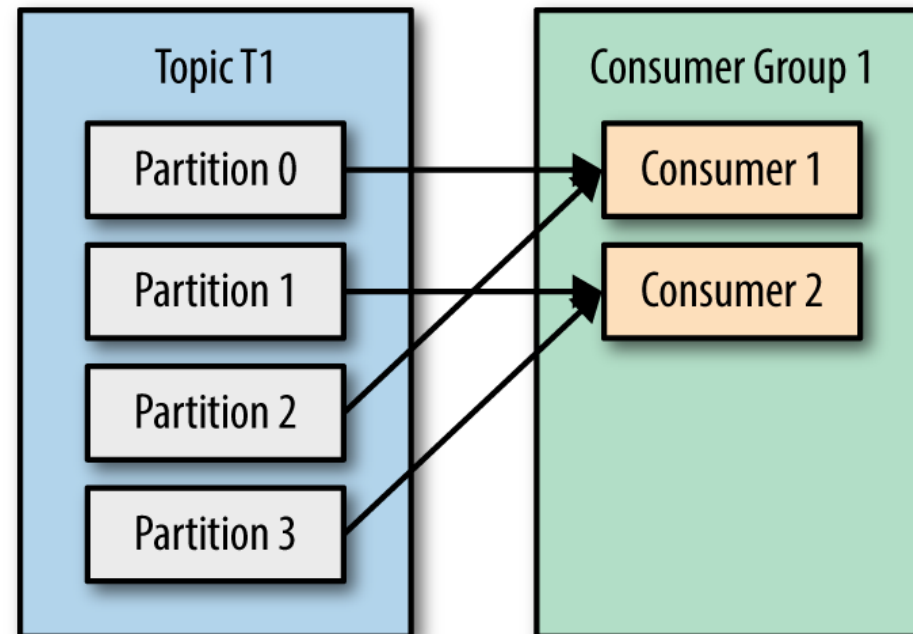 Topic T1
Partition 0
Partition 1
Partition 2
Partition 3
Consumer Group 1
Consumer 1
Consumer 2